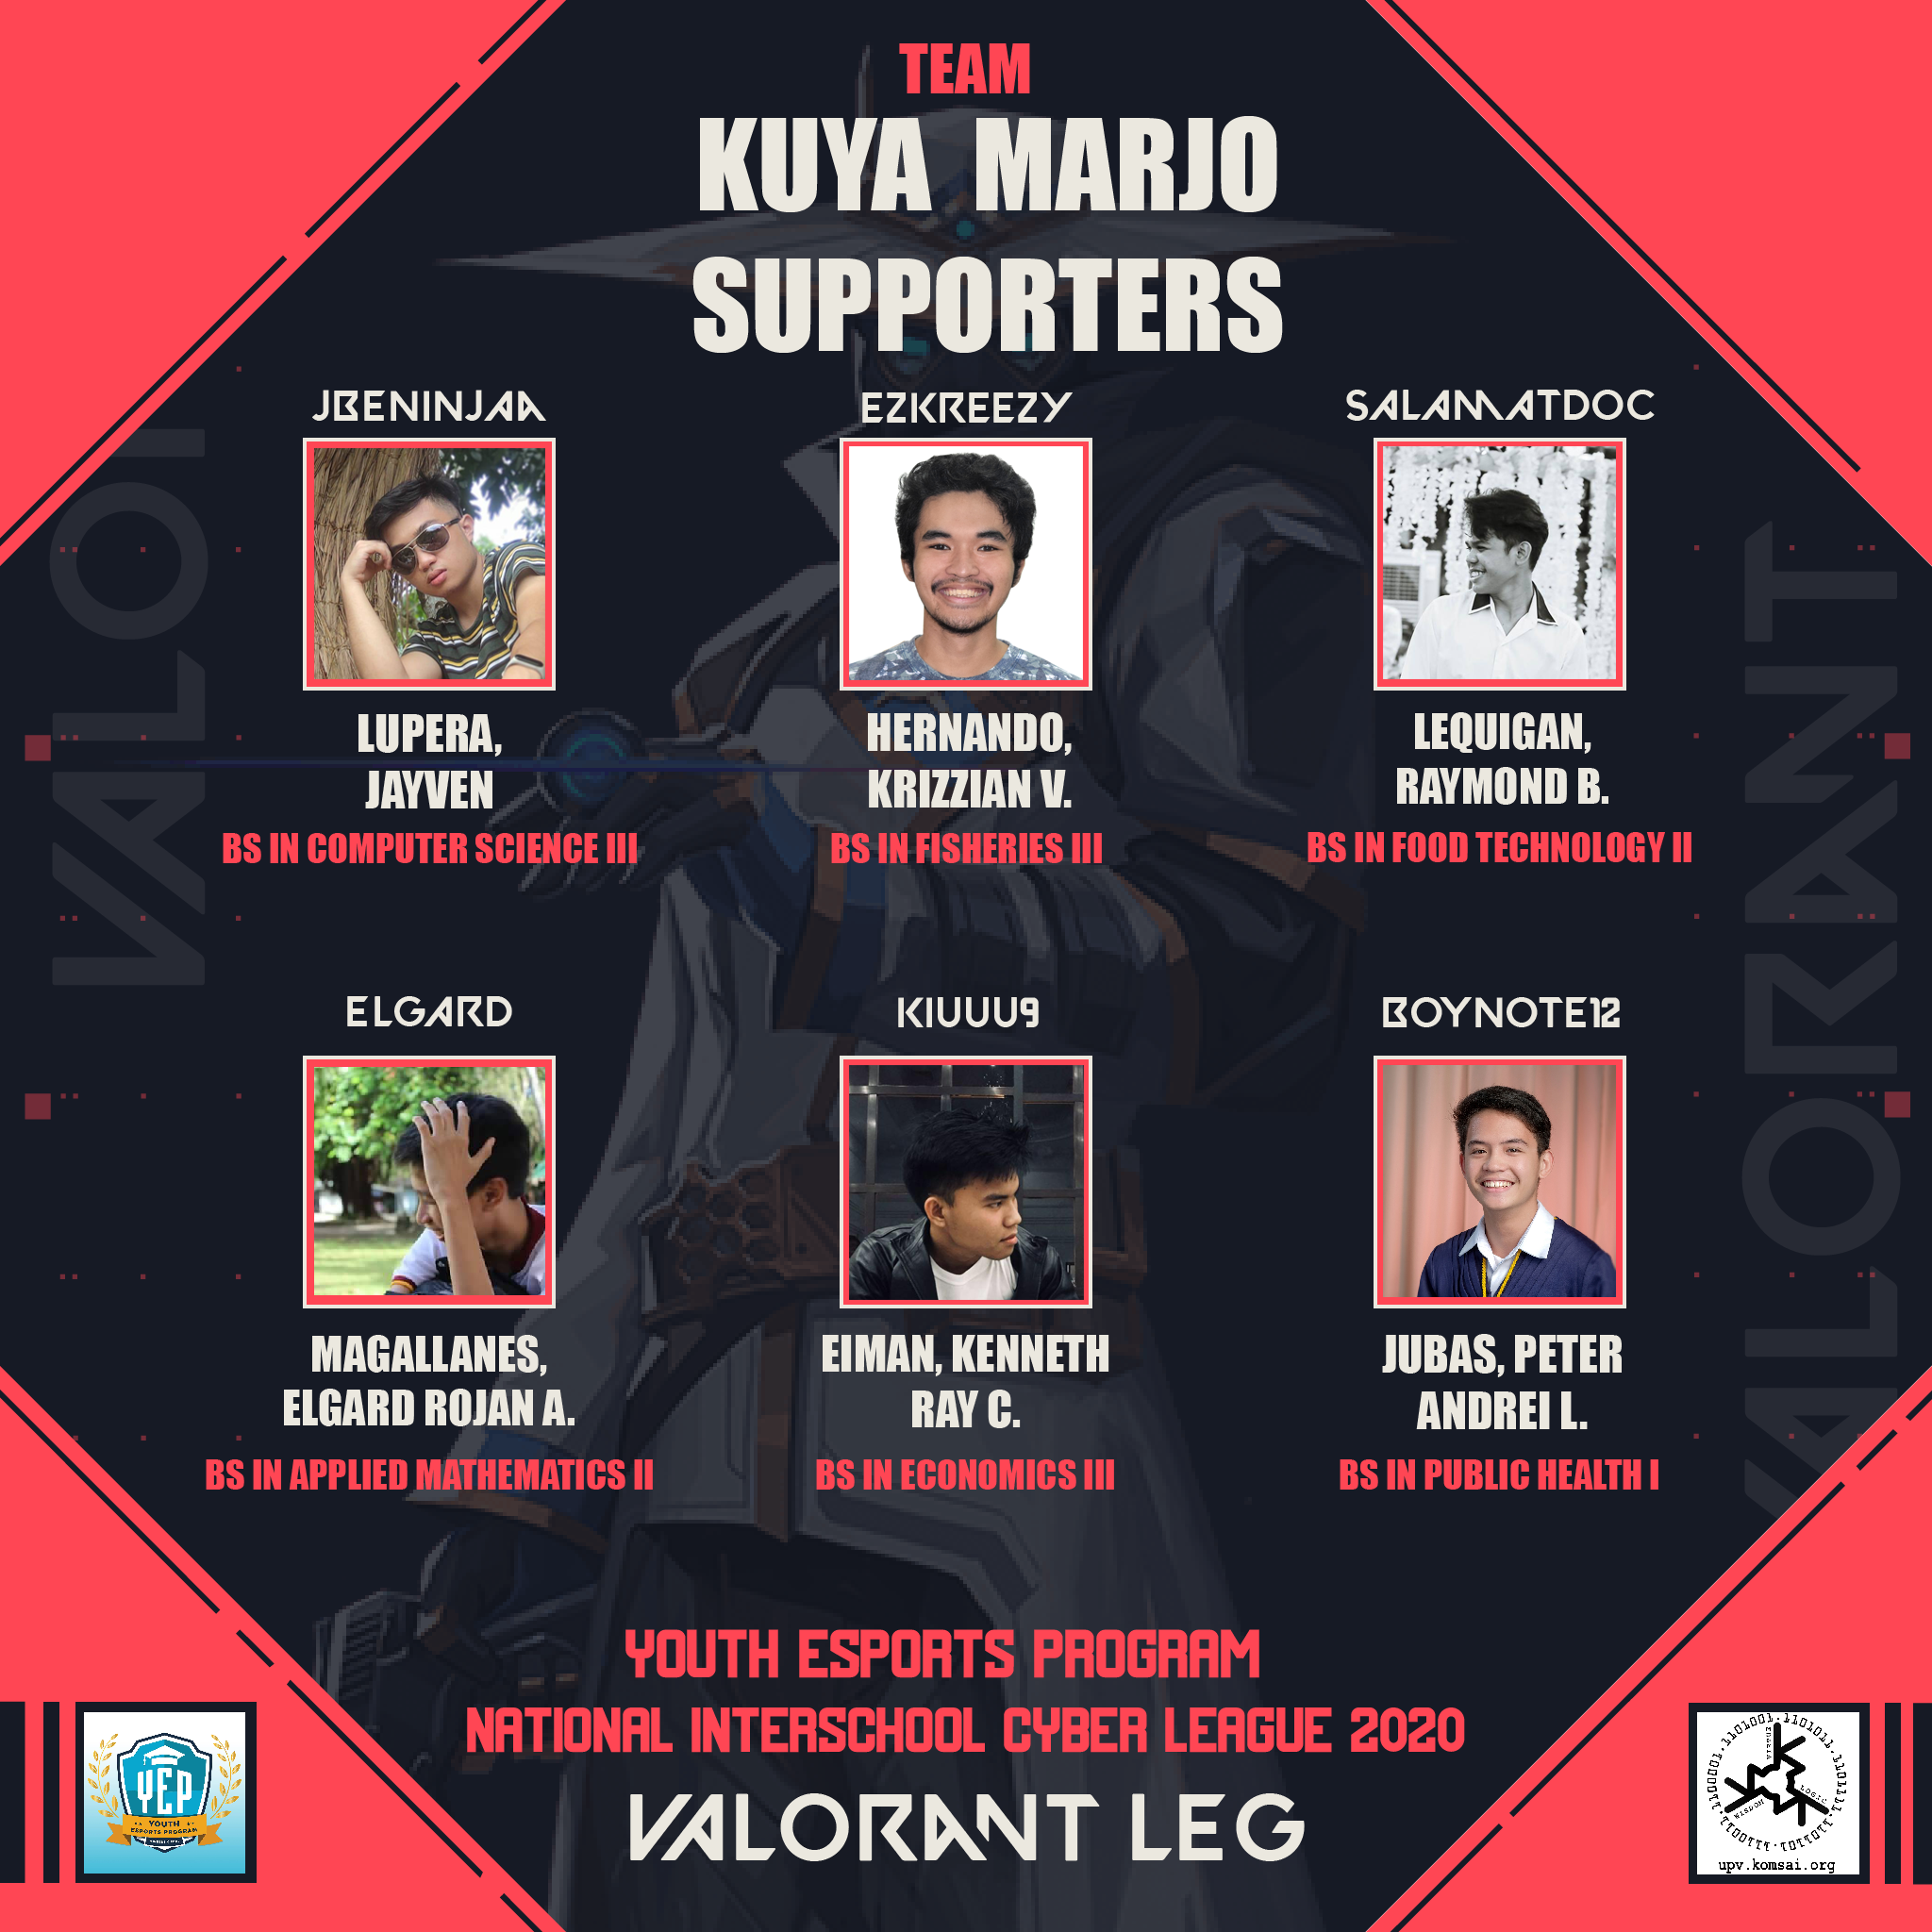 TEAM
KUYA MARJO
SUPPORTERS
JBENINJAA
EZKREEZY
SALAMATDOC
LUPERA,
JAYVEN
BS IN COMPUTER SCIENCE III
HERNANDO,
KRIZZIAN V.
BS IN FISHERIES III
LEQUIGAN,
RAYMOND B.
BS IN FOOD TECHNOLOGY II
ELGARD
KIUUU9
BOYNOTE12
MAGALLANES,
ELGARD ROJAN A.
BS IN APPLIED MATHEMATICS II
EIMAN, KENNETH
RAY C.
BS IN ECONOMICS III
JUBAS, PETER
ANDREI L.
BS IN PUBLIC HEALTH I
VALO
VALORANT
YOUTH ESPORTS PROGRAM
NATIONAL INTERSCHOOL CYBER LEAGUE 2020
VALORANT LEG
YEP
YOUTH
ESPORTS PROGRAM
WISDOM
LOGIC
upv.komsai.org